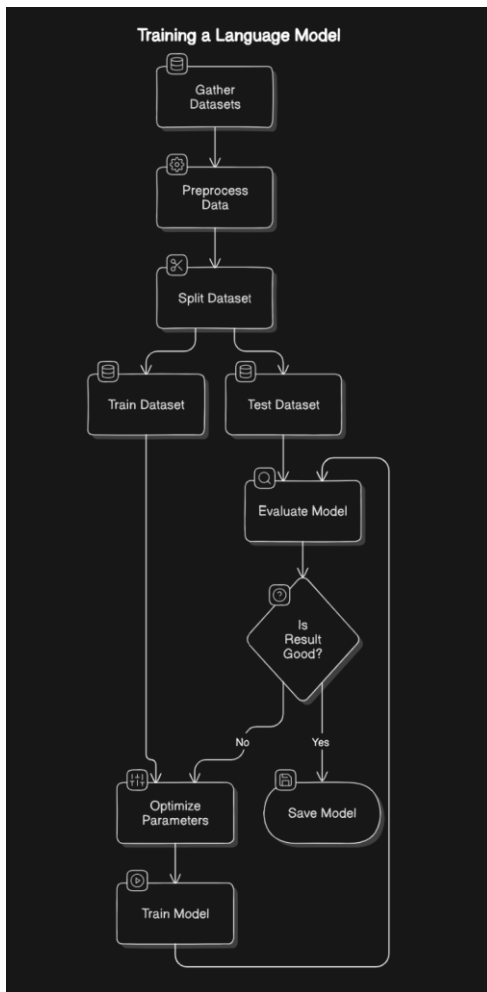 Training a Language Model
Gather
Datasets
Preprocess
Data
Split Dataset
Train Dataset
Test Dataset
Evaluate Model
Is
Result
Good?
No
Yes
Optimize
Parameters
Save Model
Train Model